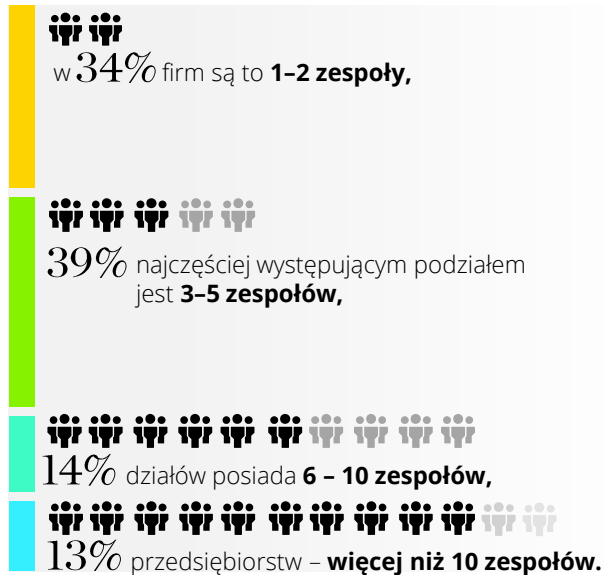 w 34% firm są to 1–2 zespoły,
39% najczęściej występującym podziałem
jest 3–5 zespołów,
14% działów posiada 6 – 10 zespołów,
13% przedsiębiorstw – więcej niż 10 zespołów.